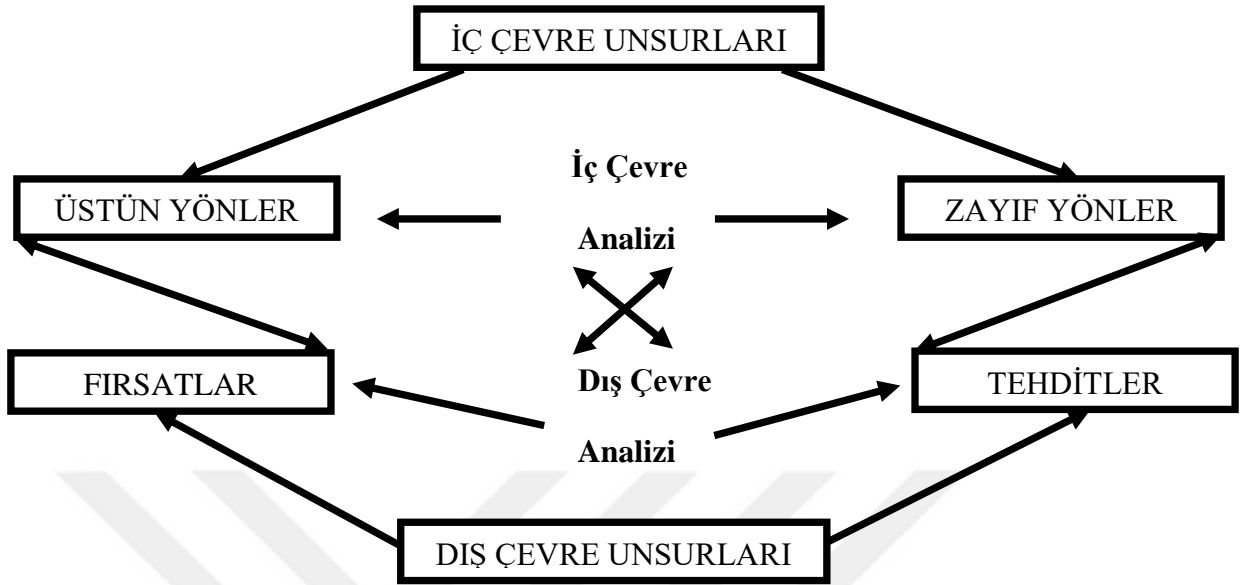 İÇ ÇEVRE UNSURLARI
İç Çevre
ÜSTÜN YÖNLER
ZAYIF YÖNLER
Analizi
Dış Çevre
FIRSATLAR
TEHDİTLER
Analizi
DIŞ ÇEVRE UNSURLARI